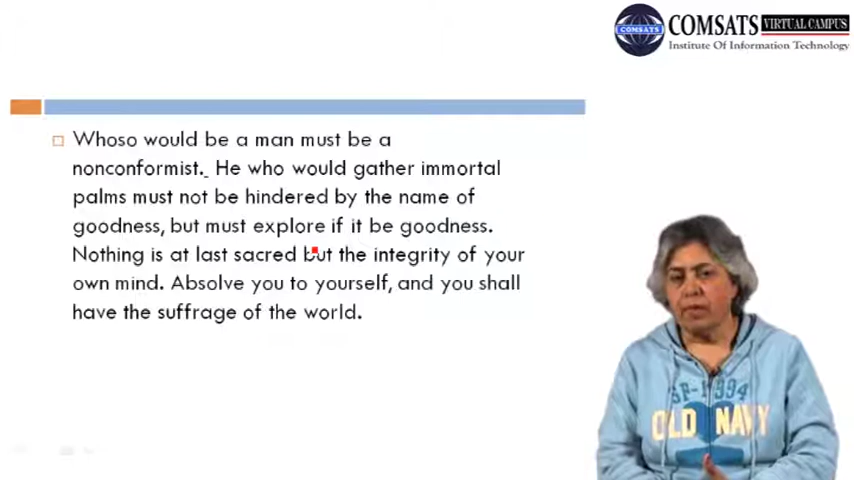 COMSATS VIRTUAL CAMPUS
COMSATS
Institute Of Information Technology
Whoso would be a man must be a
nonconformist. He who would gather immortal
palms must not be hindered by the name of
goodness, but must explore if it be goodness.
Nothing is at last sacred but the integrity of your
own mind. Absolve you to yourself, and you shall
have the suffrage of the world.
SF-1994
OLD NAVY